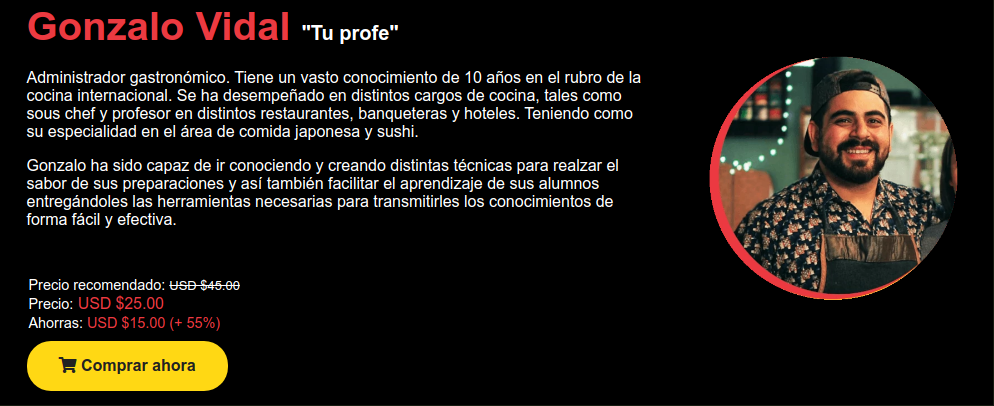 Gonzalo Vidal "Tu profe"
Administrador gastronómico. Tiene un vasto conocimiento de 10 años en el rubro de la
cocina internacional. Se ha desempeñado en distintos cargos de cocina, tales como
sous chef y profesor en distintos restaurantes, banqueteras y hoteles. Teniendo como
su especialidad en el área de comida japonesa y sushi.
Gonzalo ha sido capaz de ir conociendo y creando distintas técnicas para realzar el
sabor de sus preparaciones y así también facilitar el aprendizaje de sus alumnos
entregándoles las herramientas necesarias para transmitirles los conocimientos de
forma fácil y efectiva.
Precio recomendado: USD $45.00
Precio: USD $25.00
Ahorras: USD $15.00 (+ 55%)
Comprar ahora